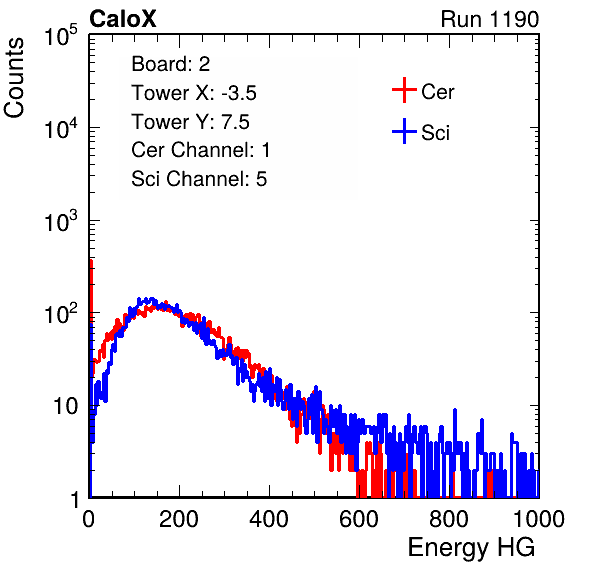 CaloX Run 1190
Counts
Board: 2
Tower X: -3.5
Tower Y: 7.5
Cer Channel: 1
Sci Channel: 5
Cer
Sci
10^5
10^4
10^3
10^2
10
1
0 200 400 600 800 1000
Energy HG